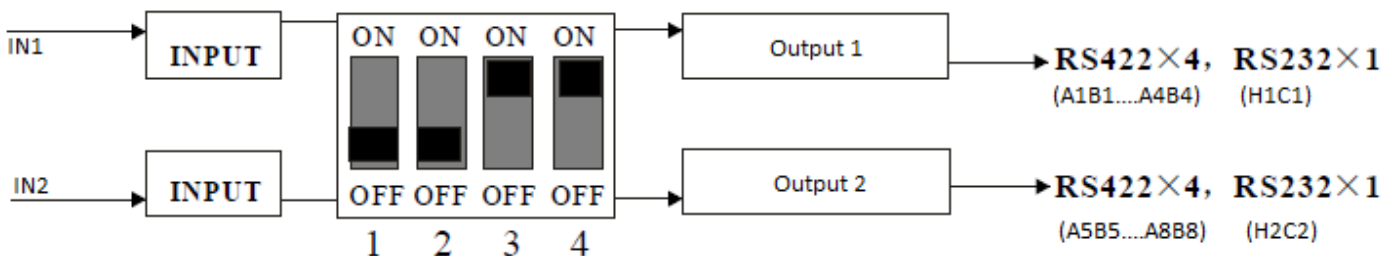 IN1
INPUT
ON ON ON ON
Output 1
RS422×4, RS232×1
(A1B1....A4B4) (H1C1)
IN2
INPUT
OFF OFF OFF OFF
Output 2
RS422×4, RS232×1
(A5B5....A8B8) (H2C2)
1 2 3 4